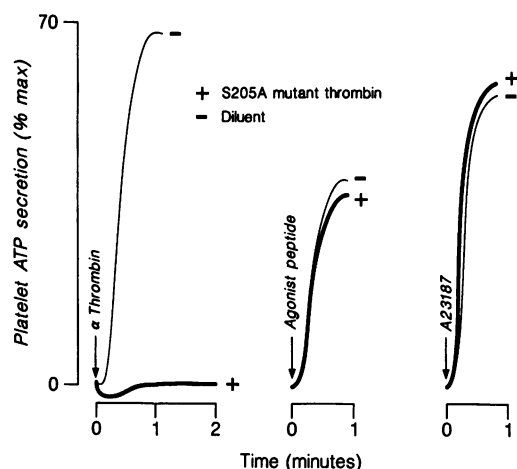 70
0
Platelet ATP secretion (% max)
+ S205A mutant thrombin
− Diluent
α Thrombin
−
+
Agonist peptide
−
+
A23187
+
−
0 1 2
0 1
0 1
Time (minutes)